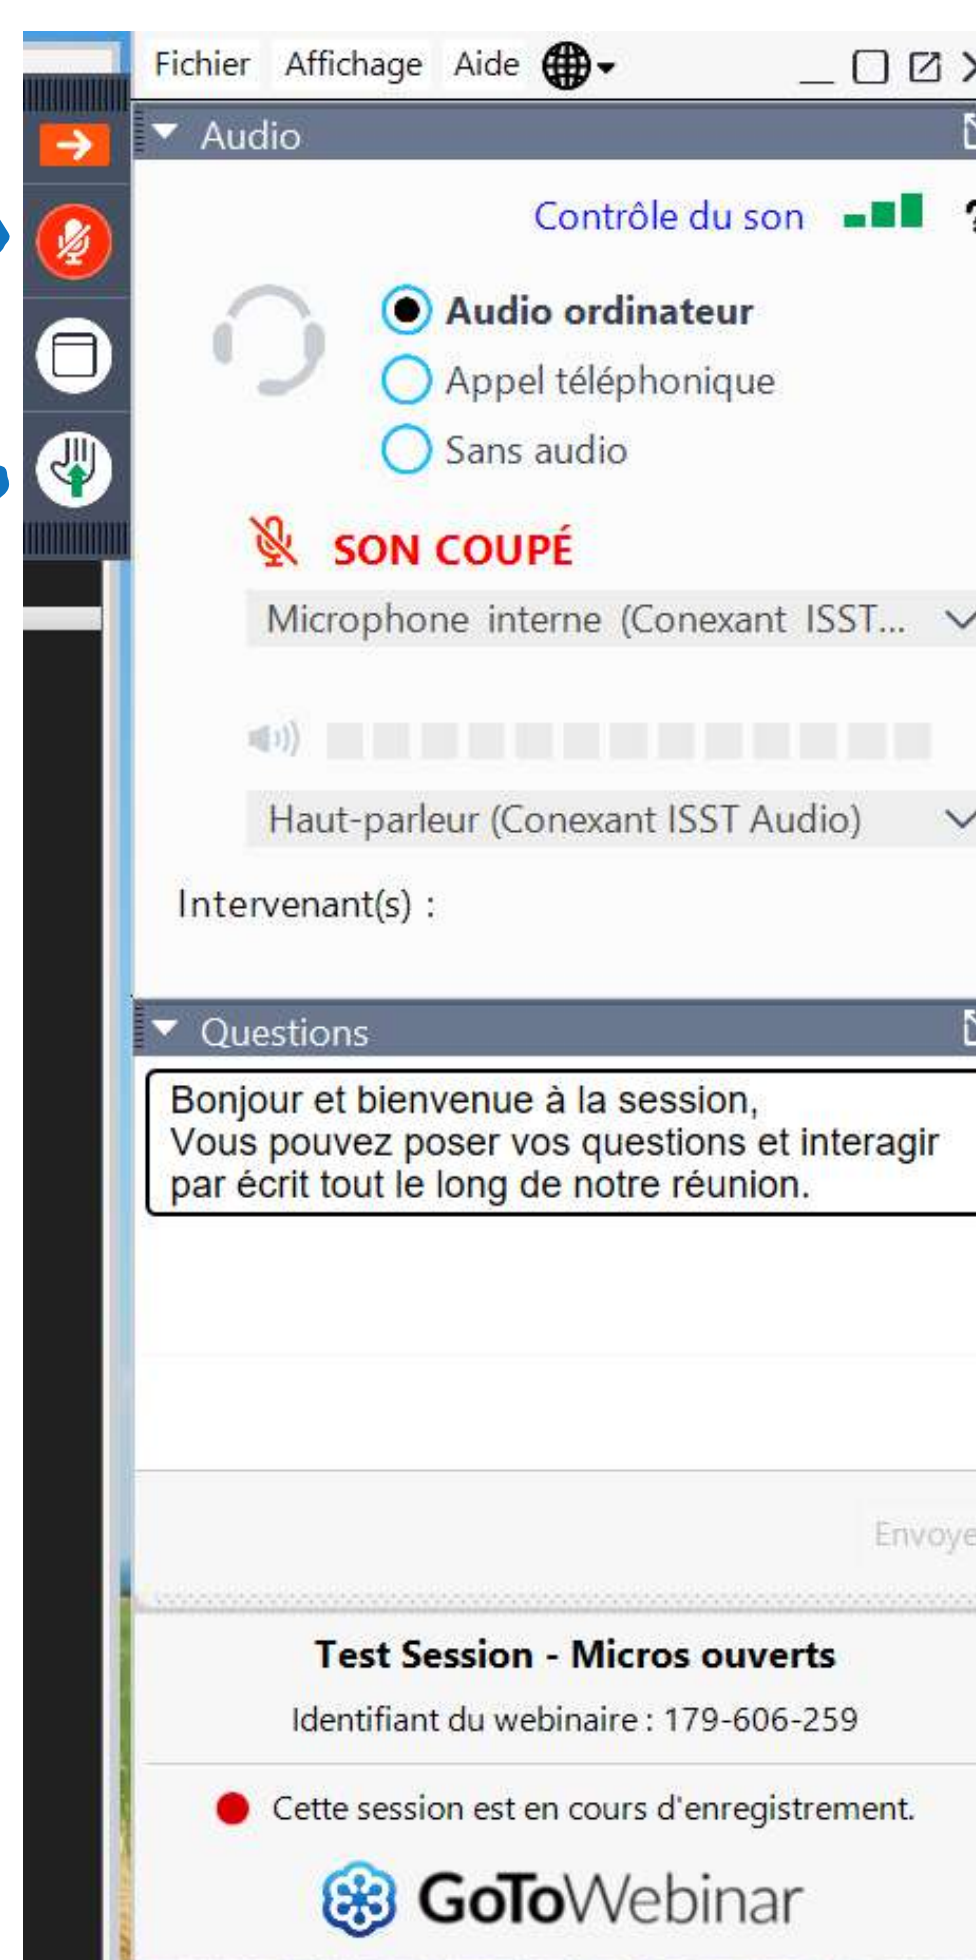 Fichier Affichage Aide
Audio
Contrôle du son ?
Audio ordinateur
Appel téléphonique
Sans audio
SON COUPÉ
Microphone interne (Conexant ISST...
Haut-parleur (Conexant ISST Audio)
Intervenant(s) :
Questions
Bonjour et bienvenue à la session,
Vous pouvez poser vos questions et interagir
par écrit tout le long de notre réunion.
Envoye
Test Session - Micros ouverts
Identifiant du webinaire : 179-606-259
Cette session est en cours d'enregistrement.
GoToWebinar